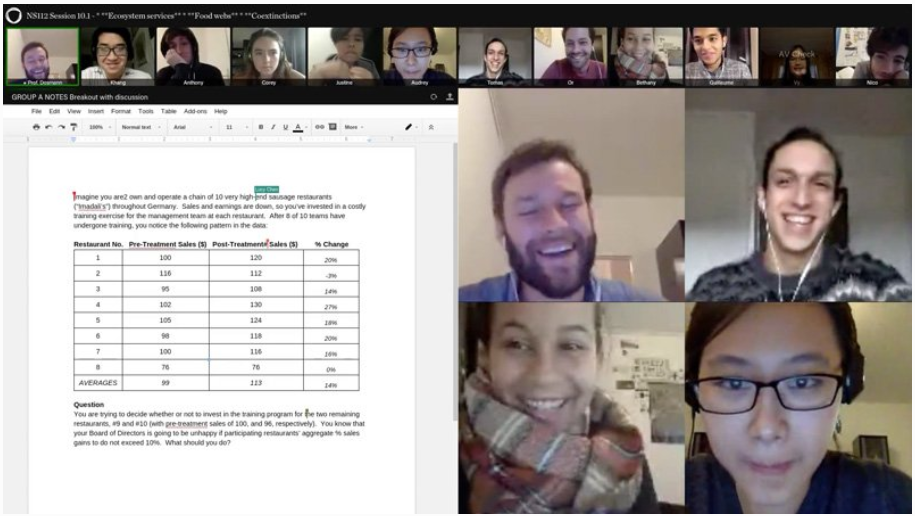 NS112 Session 10.1 - * **Ecosystem services** * **Food webs** * **Coextinctions**
Prof. Dosmann Khang Anthony Corey Justine Audrey Tomas Or Bethany Guillaume Vu Nico
AV Check
GROUP A NOTES Breakout with discussion
File Edit View Insert Format Tools Table Add-ons Help
100% Normal text Arial 11 B I U A More
Imagine you are2 own and operate a chain of 10 very high-end sausage restaurants
("Imadali's") throughout Germany. Sales and earnings are down, so you've invested in a costly
training exercise for the management team at each restaurant. After 8 of 10 teams have
undergone training, you notice the following pattern in the data:
Restaurant No. Pre-Treatment Sales ($) Post-Treatment Sales ($) % Change
1 100 120 20%
2 116 112 -3%
3 95 108 14%
4 102 130 27%
5 105 124 18%
6 98 118 20%
7 100 116 16%
8 76 76 0%
AVERAGES 99 113 14%
Question
You are trying to decide whether or not to invest in the training program for the two remaining
restaurants, #9 and #10 (with pre-treatment sales of 100, and 96, respectively). You know that
your Board of Directors is going to be unhappy if participating restaurants' aggregate % sales
gains to do not exceed 10%. What should you do?